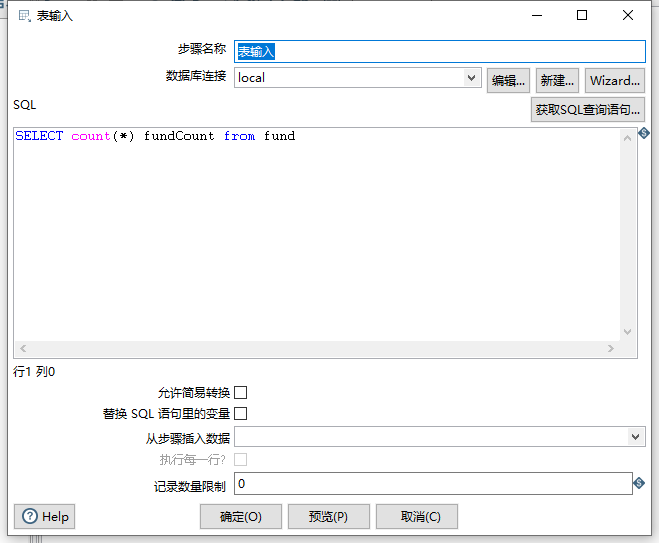 表输入
步骤名称 表输入
数据库连接 local 编辑... 新建... Wizard...
SQL 获取SQL查询语句...
SELECT count(*) fundCount from fund
行1 列0
允许简易转换
替换 SQL 语句里的变量
从步骤插入数据
执行每一行?
记录数量限制 0
Help 确定(O) 预览(P) 取消(C)